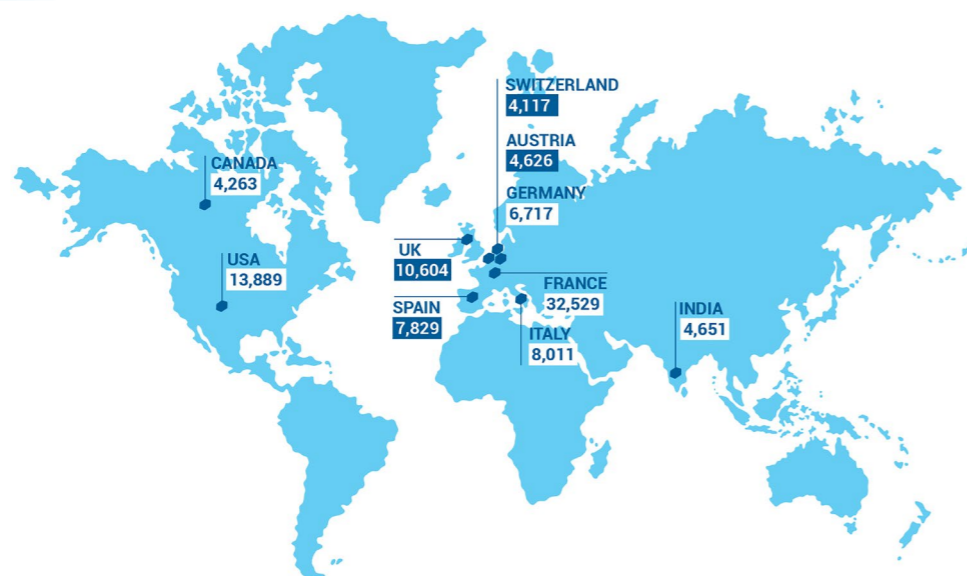 SWITZERLAND
4,117
AUSTRIA
4,626
GERMANY
6,717
CANADA
4,263
UK
10,604
USA
13,889
FRANCE
32,529
SPAIN
7,829
ITALY
8,011
INDIA
4,651